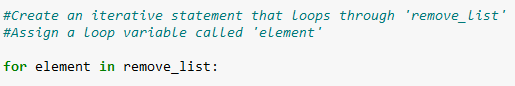 #Create an iterative statement that loops through 'remove_list'
#Assign a loop variable called 'element'
for element in remove_list: